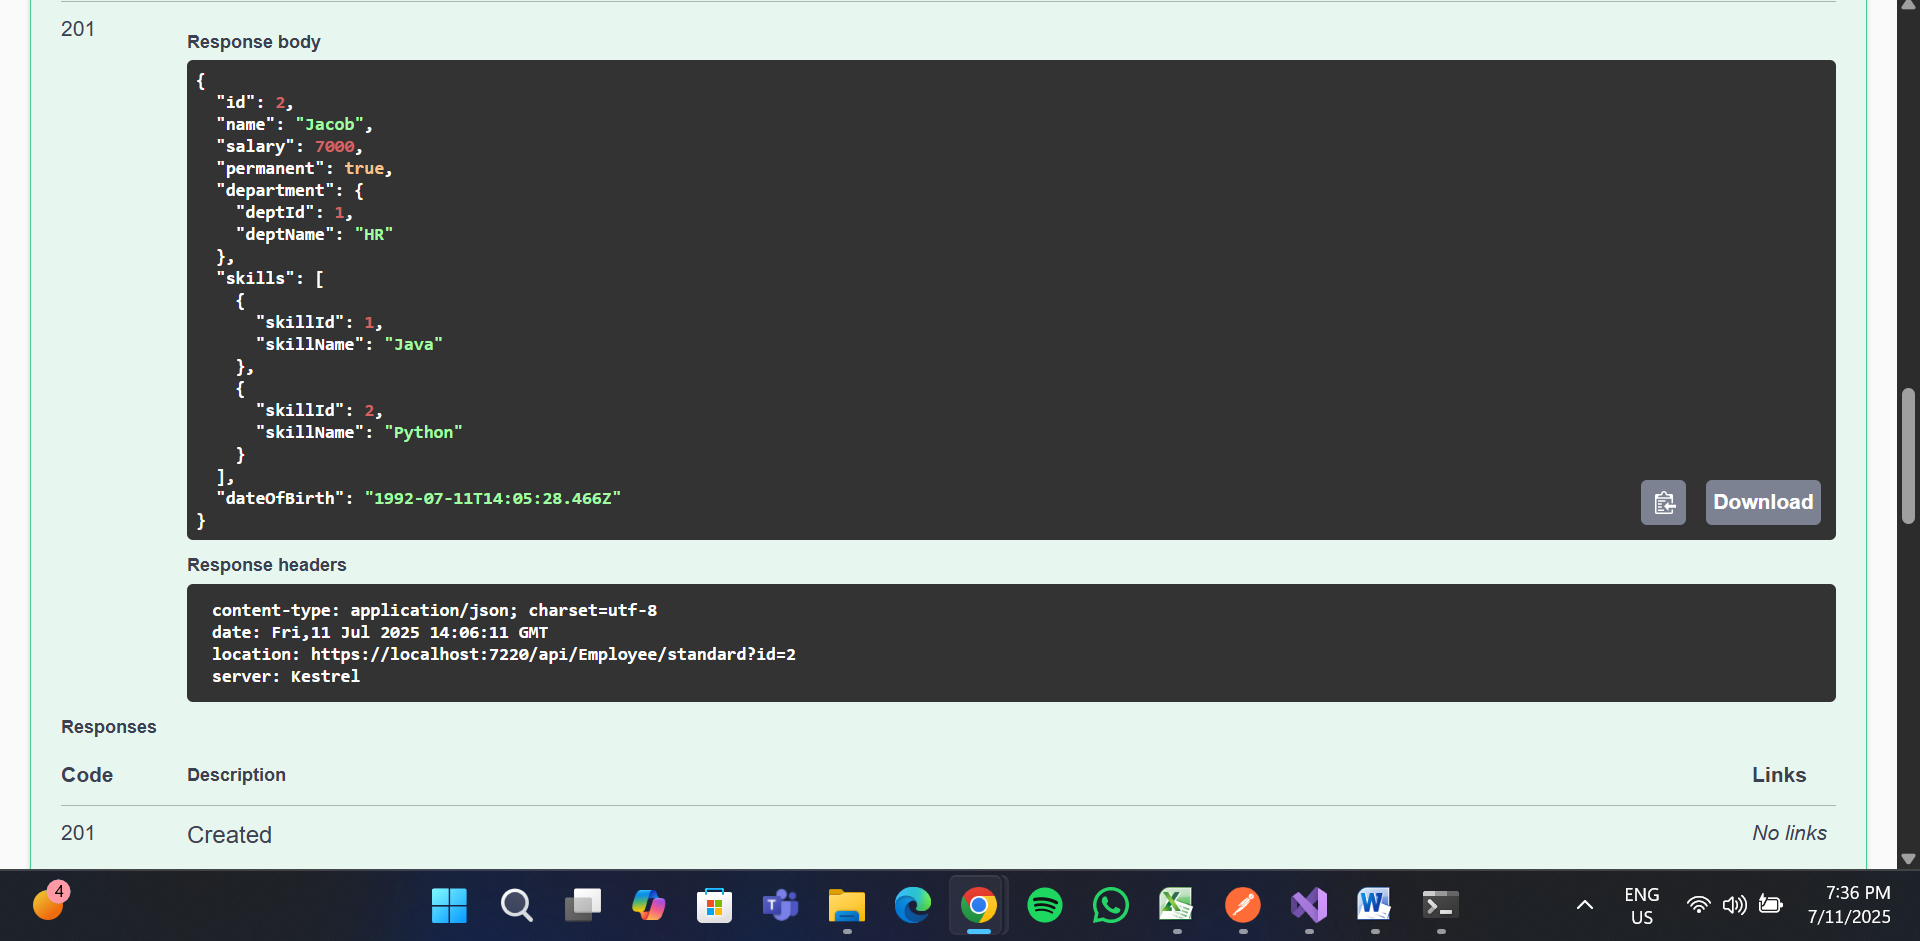 201
Response body
{
  "id": 2,
  "name": "Jacob",
  "salary": 7000,
  "permanent": true,
  "department": {
    "deptId": 1,
    "deptName": "HR"
  },
  "skills": [
    {
      "skillId": 1,
      "skillName": "Java"
    },
    {
      "skillId": 2,
      "skillName": "Python"
    }
  ],
  "dateOfBirth": "1992-07-11T14:05:28.466Z"
}
Download
Response headers
content-type: application/json; charset=utf-8
date: Fri,11 Jul 2025 14:06:11 GMT
location: https://localhost:7220/api/Employee/standard?id=2
server: Kestrel
Responses
Code Description Links
201 Created No links
4
ENG
US
7:36 PM
7/11/2025